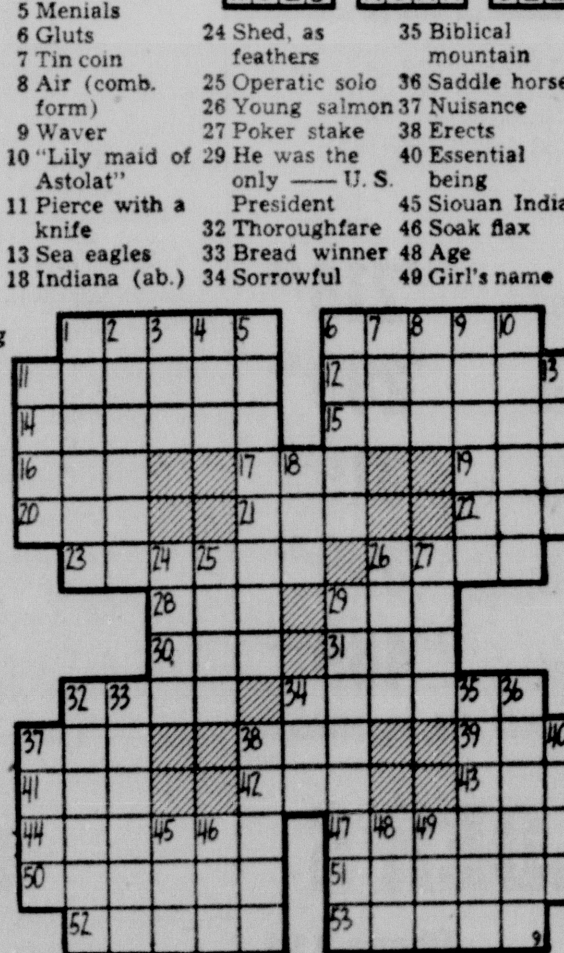 5 Menials
6 Gluts
7 Tin coin
8 Air (comb.
form)
9 Waver
10 “Lily maid of
Astolat”
11 Pierce with a
knife
13 Sea eagles
18 Indiana (ab.)
24 Shed, as
feathers
25 Operatic solo
26 Young salmon
27 Poker stake
29 He was the
only —— U. S.
President
32 Thoroughfare
33 Bread winner
34 Sorrowful
35 Biblical
mountain
36 Saddle horse
37 Nuisance
38 Erects
40 Essential
being
45 Siouan India
46 Soak flax
48 Age
49 Girl's name
1 2 3 4 5 6 7 8 9 10
11 12 13
14 15
16 17 18 19
20 21 22
23 24 25 26 27
28 29
30 31
32 33 34 35 36
37 38 39 40
41 42 43
44 45 46 47 48 49
50 51
52 53 9